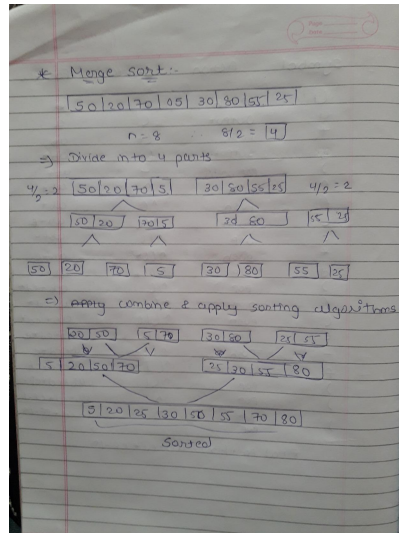 * Merge sort :-
50 | 20 | 70 | 05 | 30 | 80 | 55 | 25
n = 8 8/2 = 4
⇒ Divide n to 4 parts
4/2 = 2 50 | 20 | 70 | 5 30 | 80 | 55 | 25 4/2 = 2
50 | 20 70 | 5 30 80 55 | 25
50 20 70 5 30 80 55 25
⇒ combine & apply sorting algorithms
20 | 50 5 | 70 30 | 80 25 | 55
5 | 20 | 50 | 70 25 | 30 | 55 | 80
5 | 20 | 25 | 30 | 50 | 55 | 70 | 80
Sorted